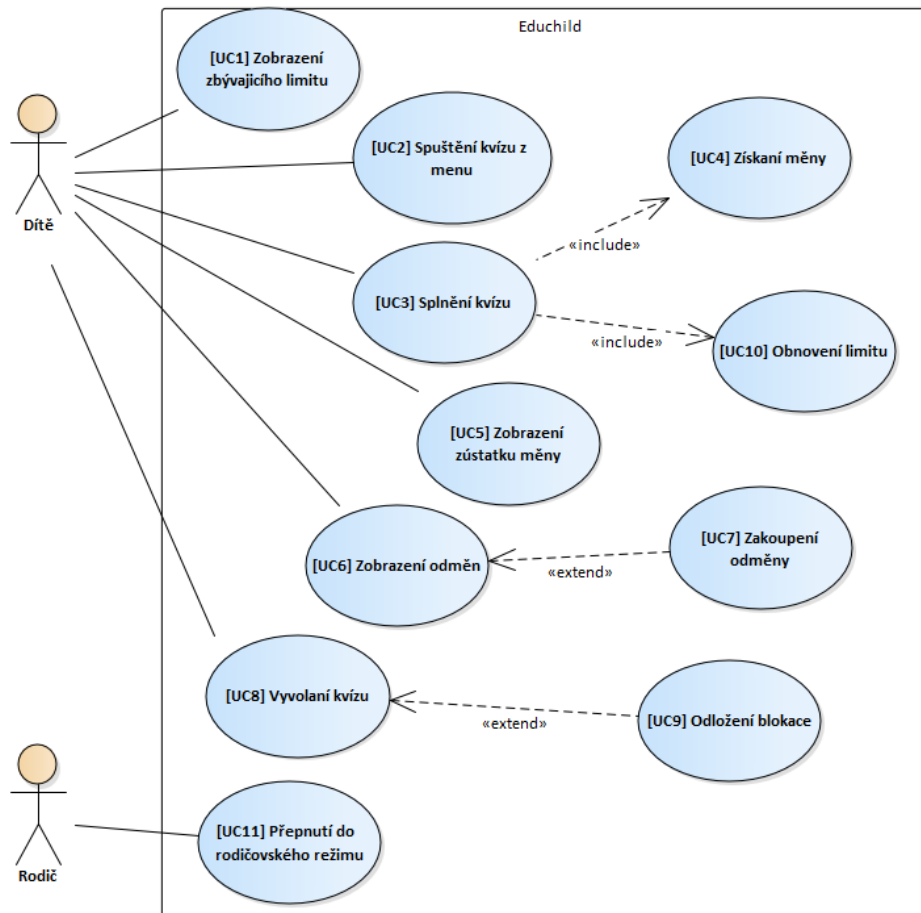 Educhild
[UC1] Zobrazení
zbývajicího limitu
[UC2] Spuštění kvízu z
menu
[UC4] Získaní měny
Dítě
«include»
[UC3] Splnění kvízu
«include»
[UC10] Obnovení limitu
[UC5] Zobrazení
zústatku měny
[UC7] Zakoupení
odměny
[UC6] Zobrazení odměn
«extend»
[UC8] Vyvolaní kvízu
[UC9] Odložení blokace
«extend»
[UC11] Přepnutí do
rodičovského režimu
Rodič